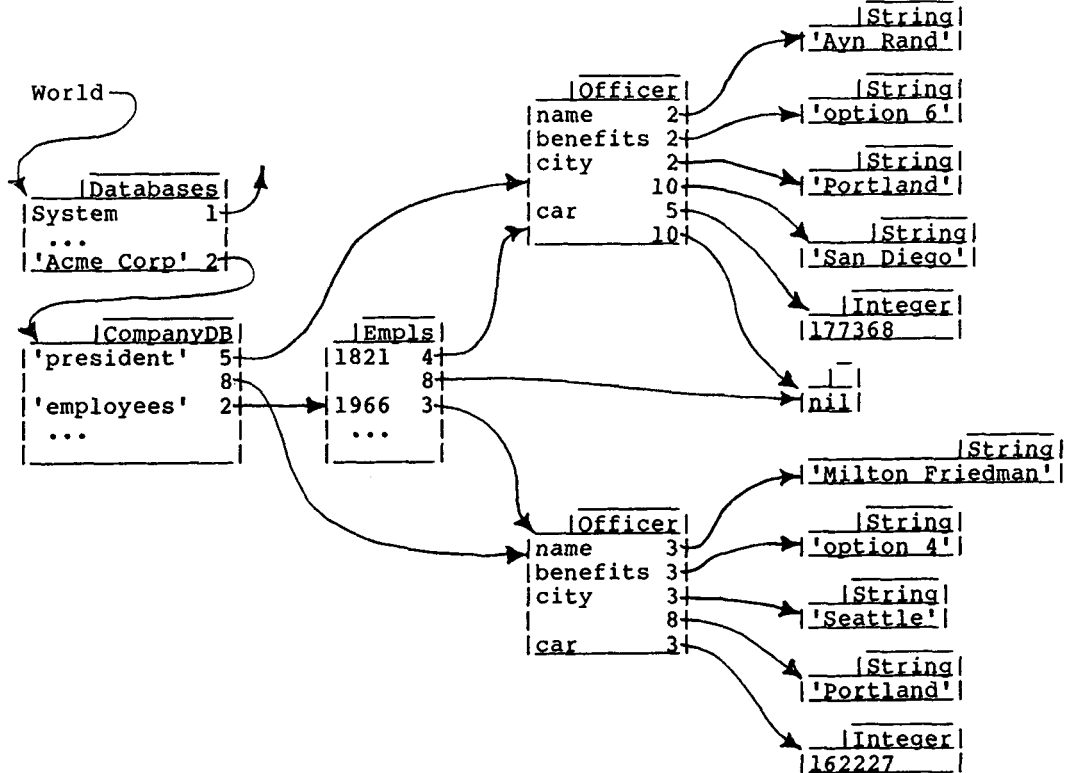 World
Databases
System 1
...
'Acme Corp' 2
CompanyDB
'president' 5
8
'employees' 2
...
Empls
1821 4
8
1966 3
...
Officer
name 2
benefits 2
city 2
10
car 5
10
Officer
name 3
benefits 3
city 3
8
car 3
String
'Ayn Rand'
String
'option 6'
String
'Portland'
String
'San Diego'
Integer
177368
nil
String
'Milton Friedman'
String
'option 4'
String
'Seattle'
String
'Portland'
Integer
162227